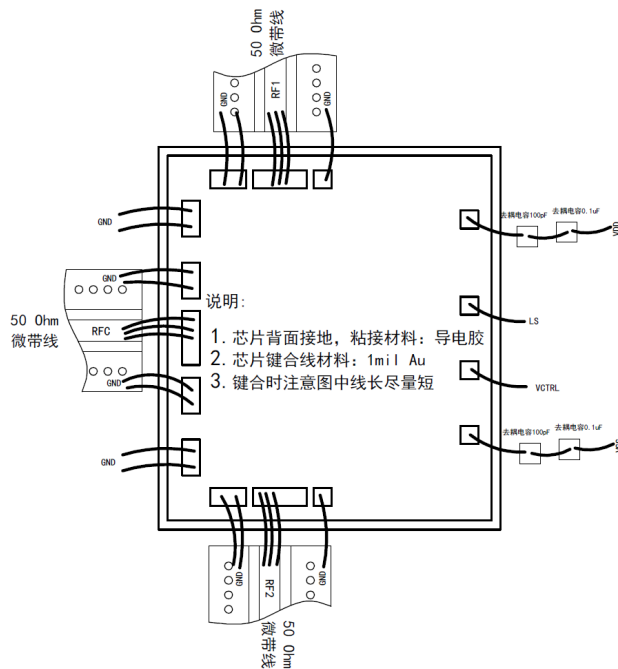 50 Ohm
微带线
GND
RF1
GND
GND
去耦电容100pF
去耦电容0.1uF
VDD
GND
说明:
LS
50 Ohm
微带线
RFC
1. 芯片背面接地，粘接材料：导电胶
2. 芯片键合线材料：1mil Au
3. 键合时注意图中线长尽量短
GND
VCTRL
GND
去耦电容100pF
去耦电容0.1uF
GND
RF2
GND
50 Ohm
微带线